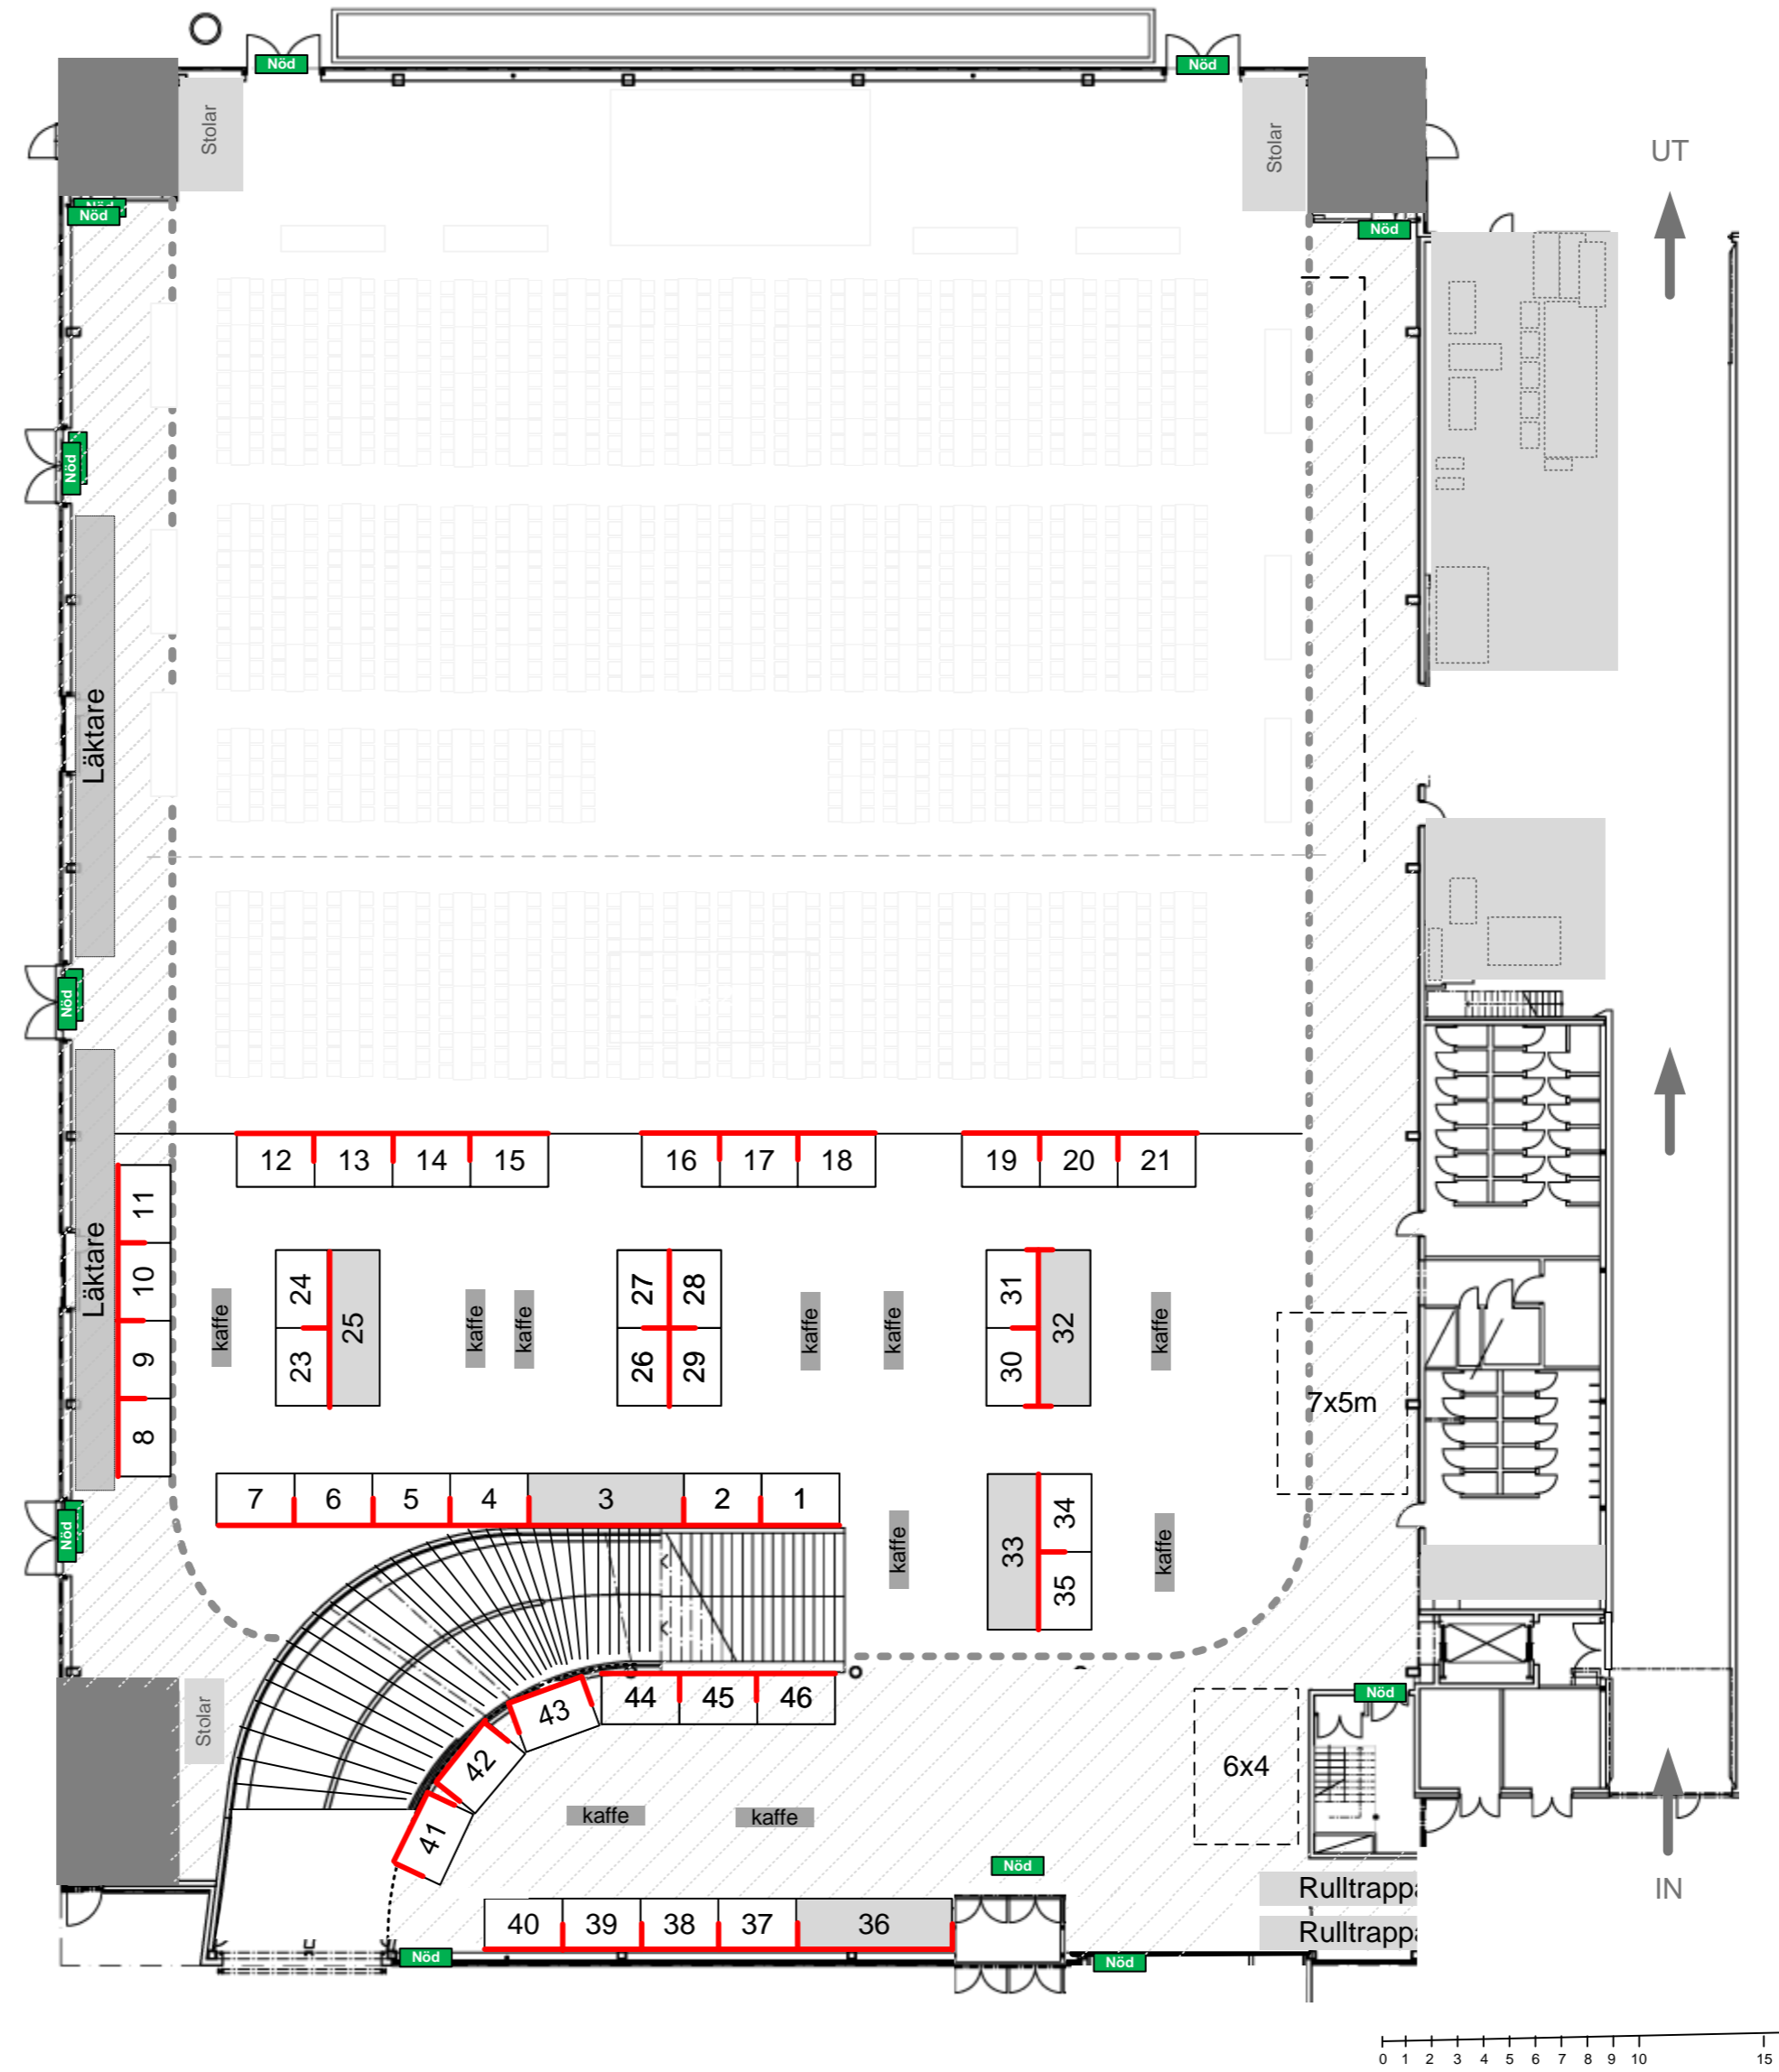 Nöd
Nöd
Stolar
Stolar
UT
Nöd
Nöd
Nöd
Nöd
Läktare
Nöd
12
13
14
15
16
17
18
19
20
21
11
10
9
8
Läktare
24
23
25
27
28
26
29
31
30
32
kaffe
kaffe
kaffe
kaffe
kaffe
kaffe
7x5m
7
6
5
4
3
2
1
Nöd
kaffe
33
34
35
kaffe
Stolar
43
44
45
46
Nöd
42
41
6x4
kaffe
kaffe
Nöd
IN
Rulltrappa
Rulltrappa
40
39
38
37
36
Nöd
Nöd
0 1 2 3 4 5 6 7 8 9 10 15